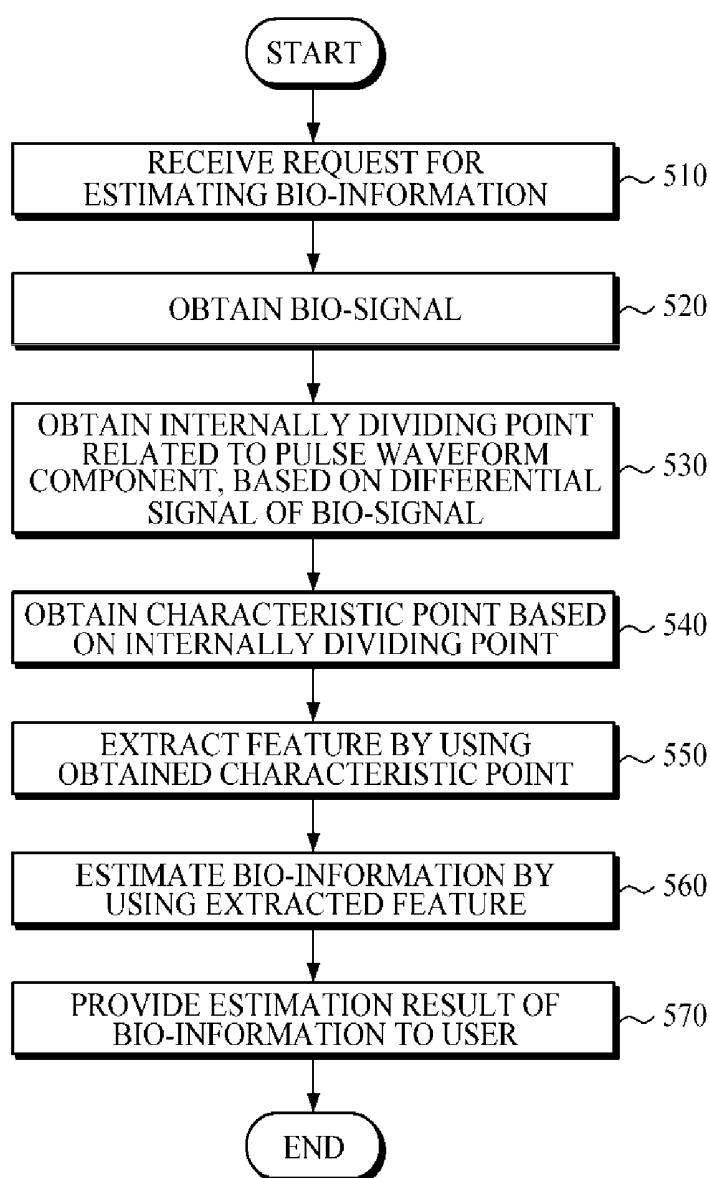 START
RECEIVE REQUEST FOR
ESTIMATING BIO-INFORMATION
510
OBTAIN BIO-SIGNAL
520
OBTAIN INTERNALLY DIVIDING POINT
RELATED TO PULSE WAVEFORM
COMPONENT, BASED ON DIFFERENTIAL
SIGNAL OF BIO-SIGNAL
530
OBTAIN CHARACTERISTIC POINT BASED
ON INTERNALLY DIVIDING POINT
540
EXTRACT FEATURE BY USING
OBTAINED CHARACTERISTIC POINT
550
ESTIMATE BIO-INFORMATION BY
USING EXTRACTED FEATURE
560
PROVIDE ESTIMATION RESULT OF
BIO-INFORMATION TO USER
570
END